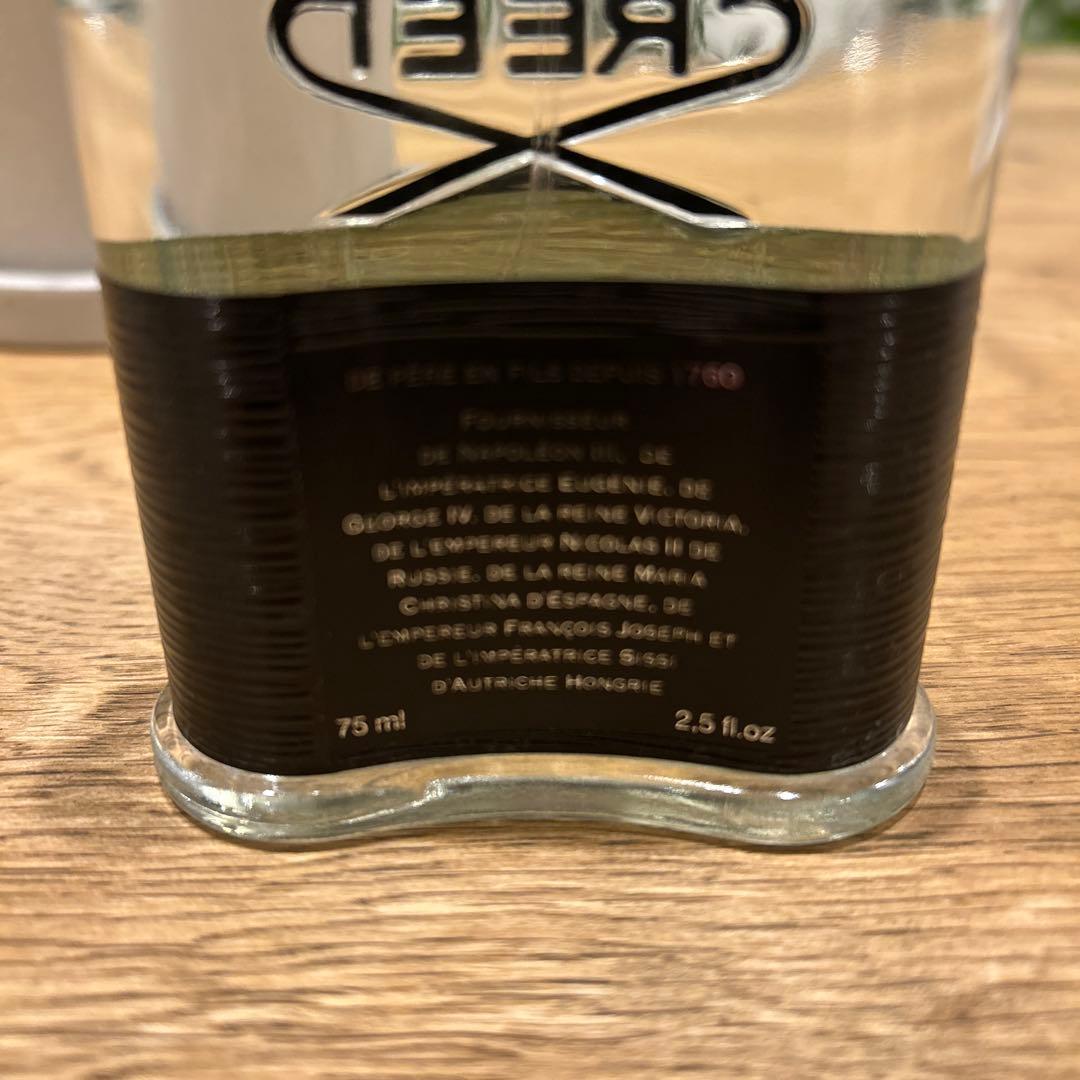 CREED
DE PÈRE EN FILS DEPUIS 1760
FOURNISSEUR
DE NAPOLÉON III, DE
L'IMPÉRATRICE EUGÉNIE, DE
GEORGE IV, DE LA REINE VICTORIA,
DE L'EMPEREUR NICOLAS II DE
RUSSIE, DE LA REINE MARIA
CHRISTINA D'ESPAGNE, DE
L'EMPEREUR FRANÇOIS JOSEPH ET
DE L'IMPÉRATRICE SISSI
D'AUTRICHE HONGRIE
75 ml
2,5 fl.oz